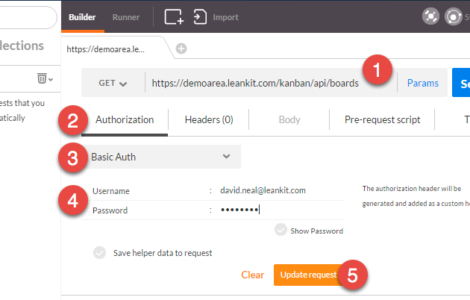 Builder Runner Import
llections
https://demoarea.le...
GET https://demoarea.leankit.com/kanban/api/boards 1 Params Se
ests that you
atically
2 Authorization Headers (0) Body Pre-request script T
3 Basic Auth
4 Username : david.neal@leankit.com
Password : ••••••••
The authorization header will be
generated and added as a custom h
Show Password
Save helper data to request
Clear Update request 5